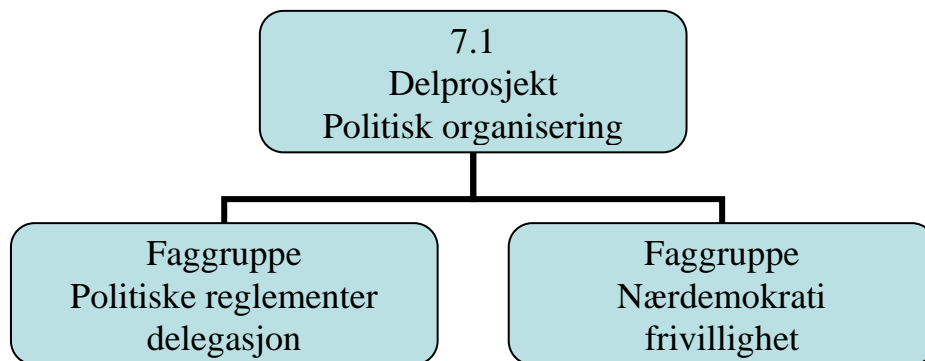 7.1
Delprosjekt
Politisk organisering
Faggruppe
Politiske reglementer
delegasjon
Faggruppe
Nærdemokrati
frivillighet